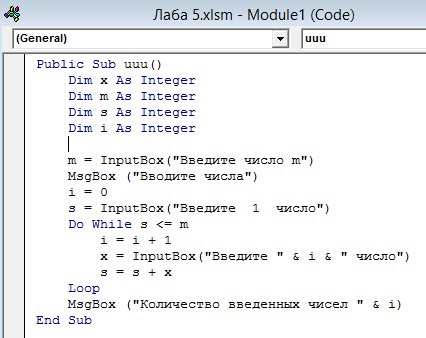 Лаба 5.xlsm - Module1 (Code)
(General) uuu
Public Sub uuu()
Dim x As Integer
Dim m As Integer
Dim s As Integer
Dim i As Integer
m = InputBox("Введите число m")
MsgBox ("Вводите числа")
i = 0
s = InputBox("Введите  1  число")
Do While s <= m
i = i + 1
x = InputBox("Введите " & i & " число")
s = s + x
Loop
MsgBox ("Количество введенных чисел " & i)
End Sub